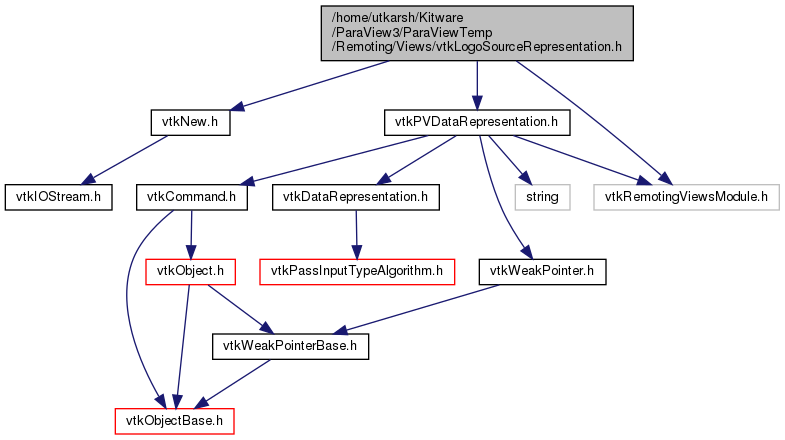 /home/utkarsh/Kitware
/ParaView3/ParaViewTemp
/Remoting/Views/vtkLogoSourceRepresentation.h
vtkNew.h
vtkPVDataRepresentation.h
vtkIOStream.h
vtkCommand.h
vtkDataRepresentation.h
string
vtkRemotingViewsModule.h
vtkObject.h
vtkPassInputTypeAlgorithm.h
vtkWeakPointer.h
vtkWeakPointerBase.h
vtkObjectBase.h